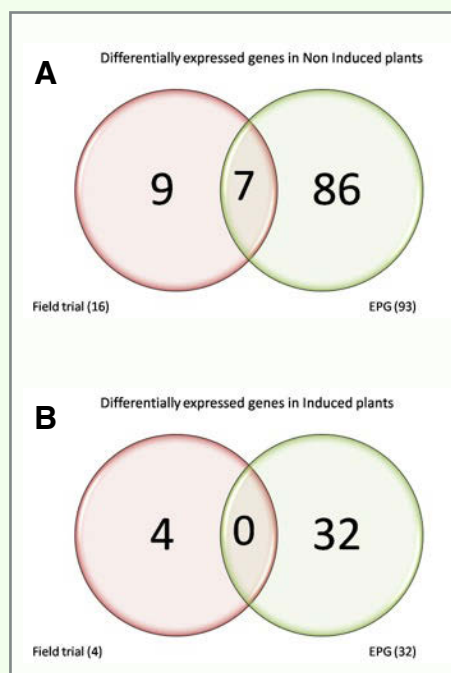 A
Differentially expressed genes in Non Induced plants
9 7 86
Field trial (16) EPG (93)
B
Differentially expressed genes in Induced plants
4 0 32
Field trial (4) EPG (32)